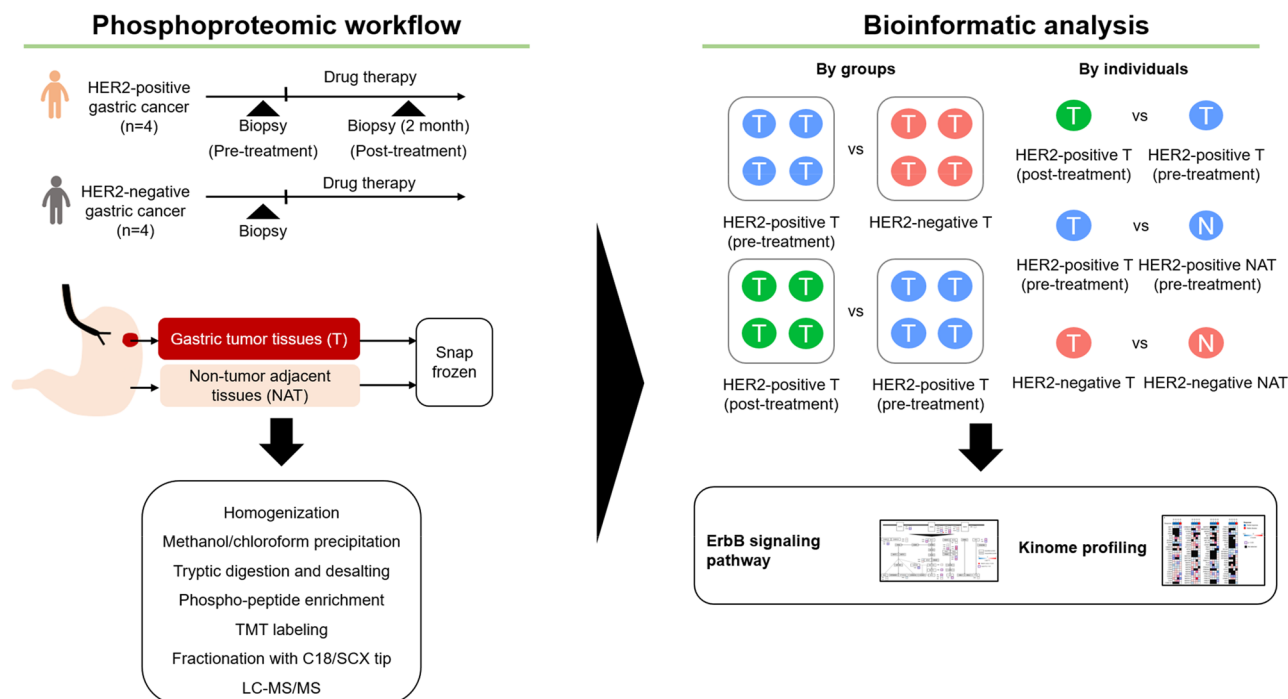 Phosphoproteomic workflow
HER2-positive
gastric cancer
(n=4)
Drug therapy
Biopsy
(Pre-treatment)
Biopsy (2 month)
(Post-treatment)
HER2-negative
gastric cancer
(n=4)
Drug therapy
Biopsy
Gastric tumor tissues (T)
Non-tumor adjacent
tissues (NAT)
Snap
frozen
Homogenization
Methanol/chloroform precipitation
Tryptic digestion and desalting
Phospho-peptide enrichment
TMT labeling
Fractionation with C18/SCX tip
LC-MS/MS
Bioinformatic analysis
By groups
T T
T T
vs
T T
T T
HER2-positive T
(pre-treatment)
HER2-negative T
T T
T T
vs
T T
T T
HER2-positive T
(post-treatment)
HER2-positive T
(pre-treatment)
By individuals
T vs T
HER2-positive T
(post-treatment)
HER2-positive T
(pre-treatment)
T vs N
HER2-positive T
(pre-treatment)
HER2-positive NAT
(pre-treatment)
T vs N
HER2-negative T
HER2-negative NAT
ErbB signaling
pathway
Kinome profiling